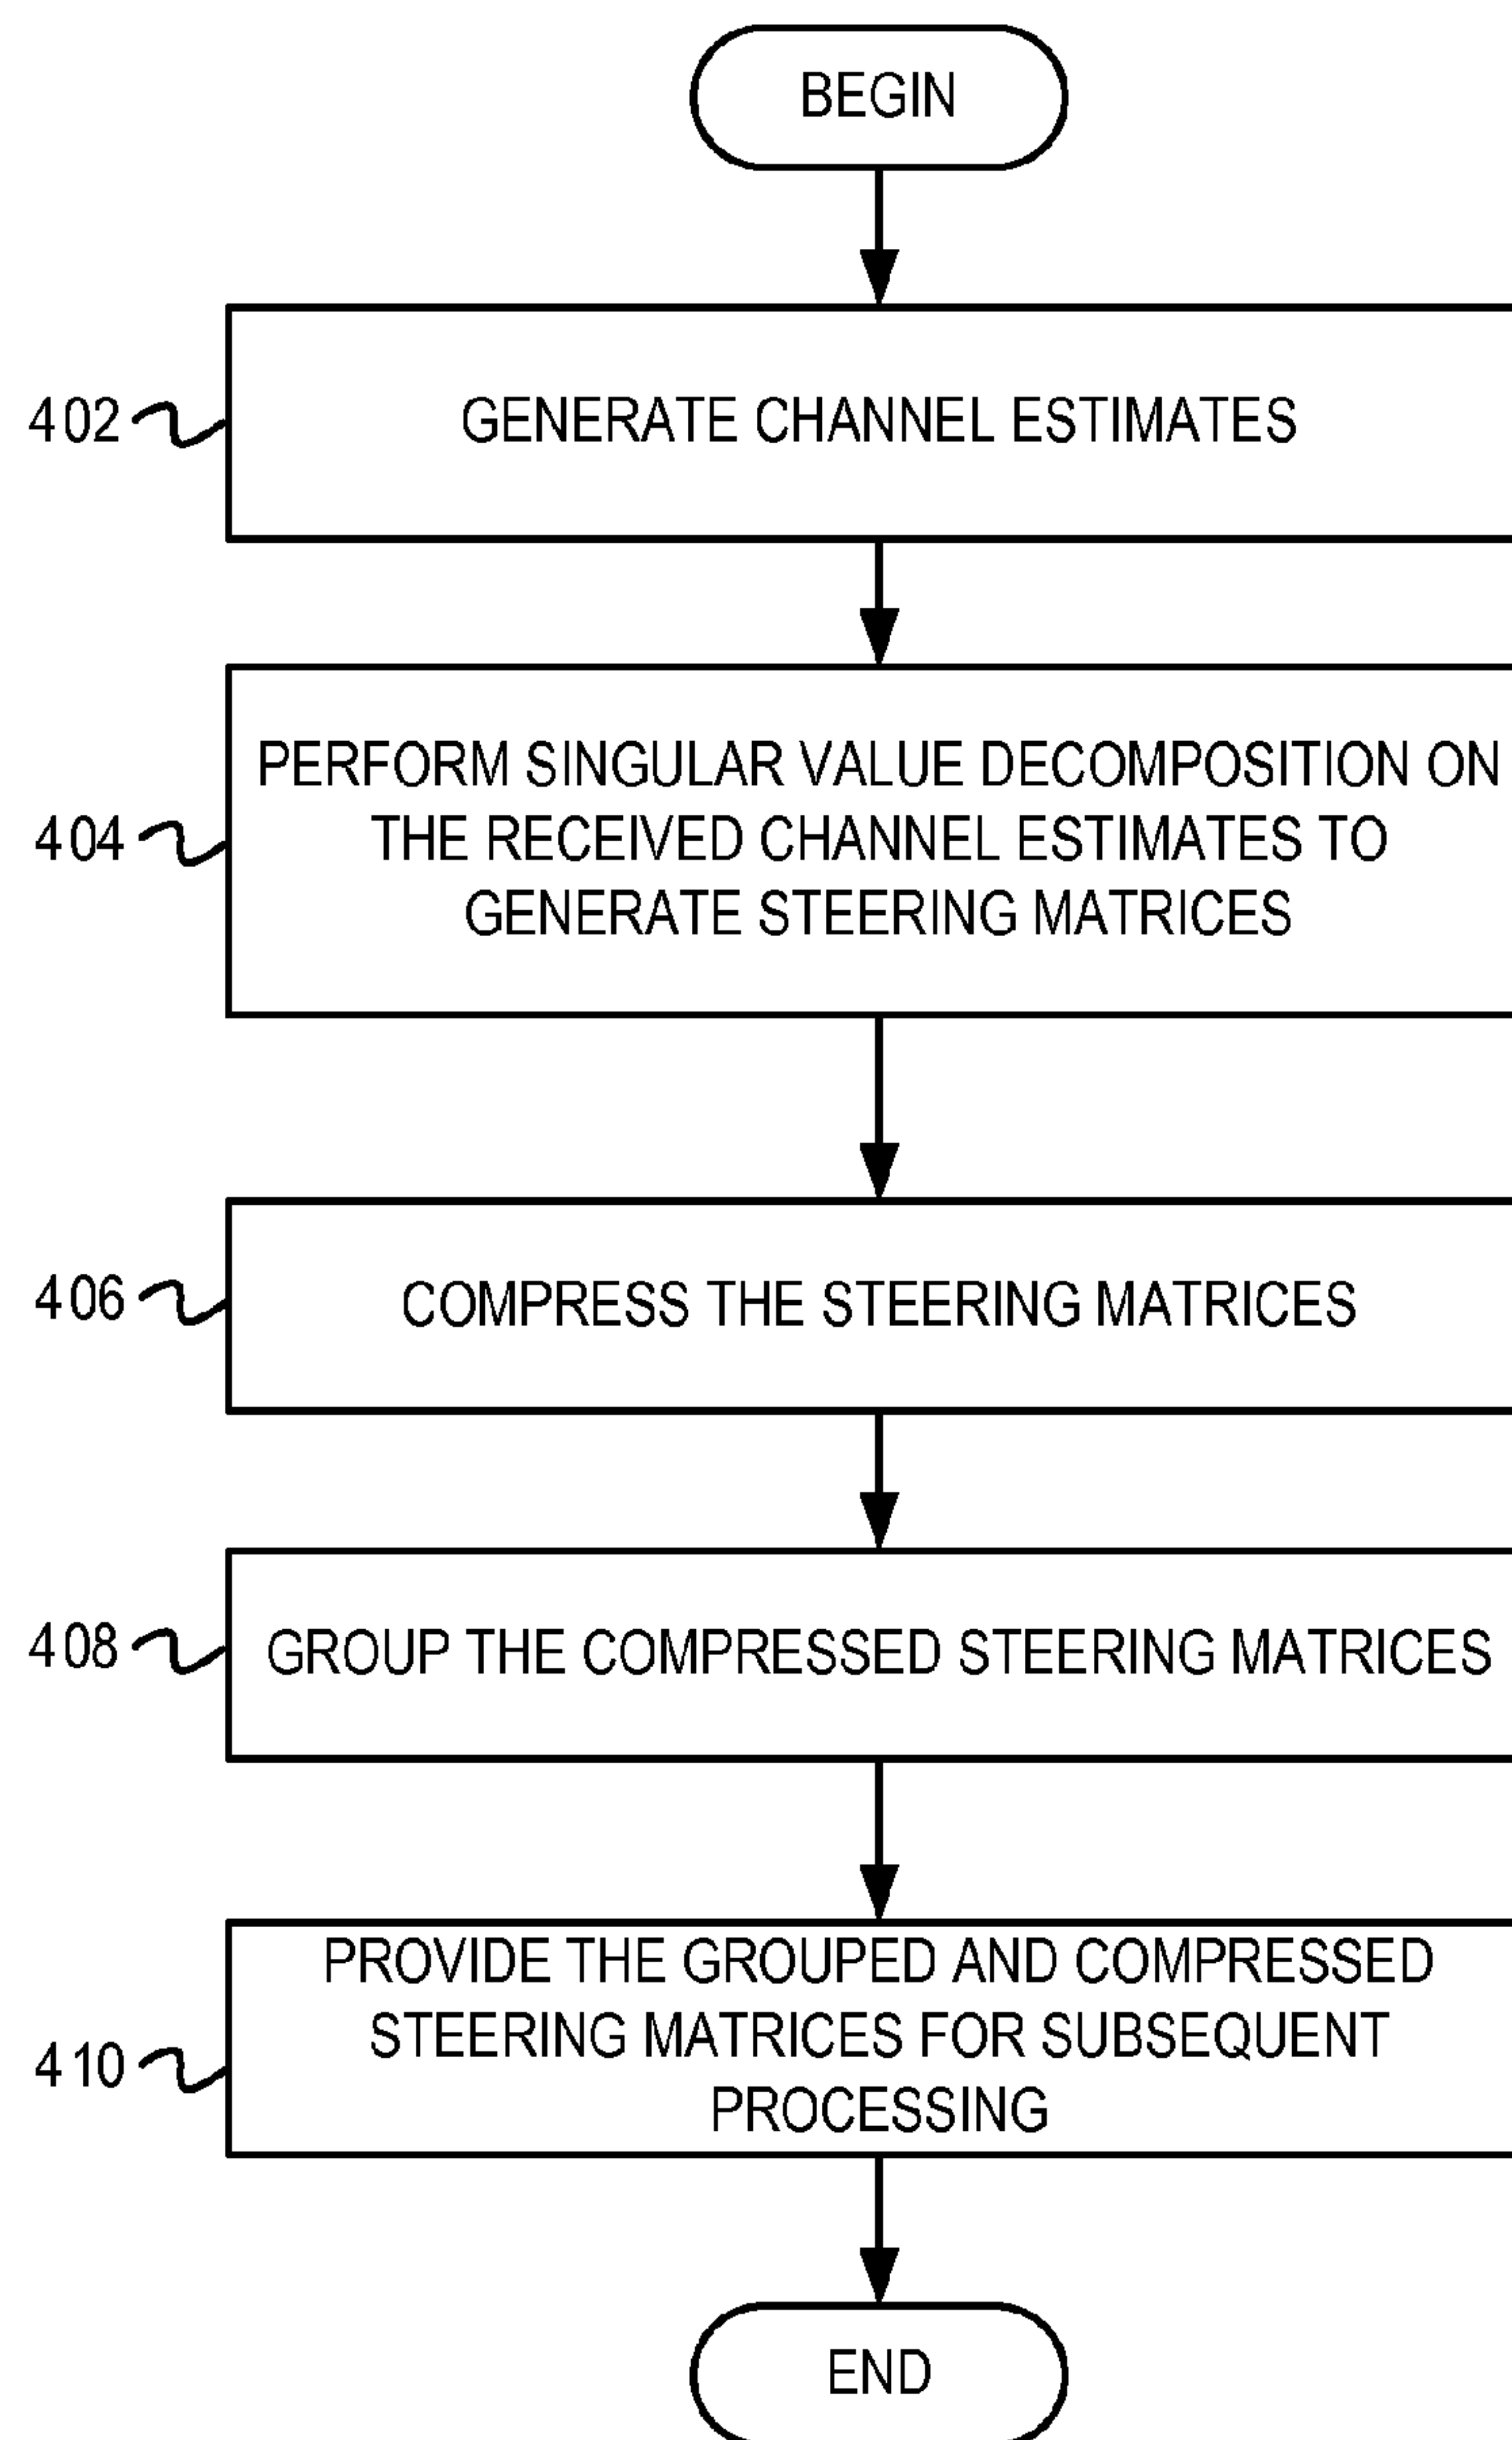 BEGIN
402
GENERATE CHANNEL ESTIMATES
404
PERFORM SINGULAR VALUE DECOMPOSITION ON
THE RECEIVED CHANNEL ESTIMATES TO
GENERATE STEERING MATRICES
406
COMPRESS THE STEERING MATRICES
408
GROUP THE COMPRESSED STEERING MATRICES
410
PROVIDE THE GROUPED AND COMPRESSED
STEERING MATRICES FOR SUBSEQUENT
PROCESSING
END